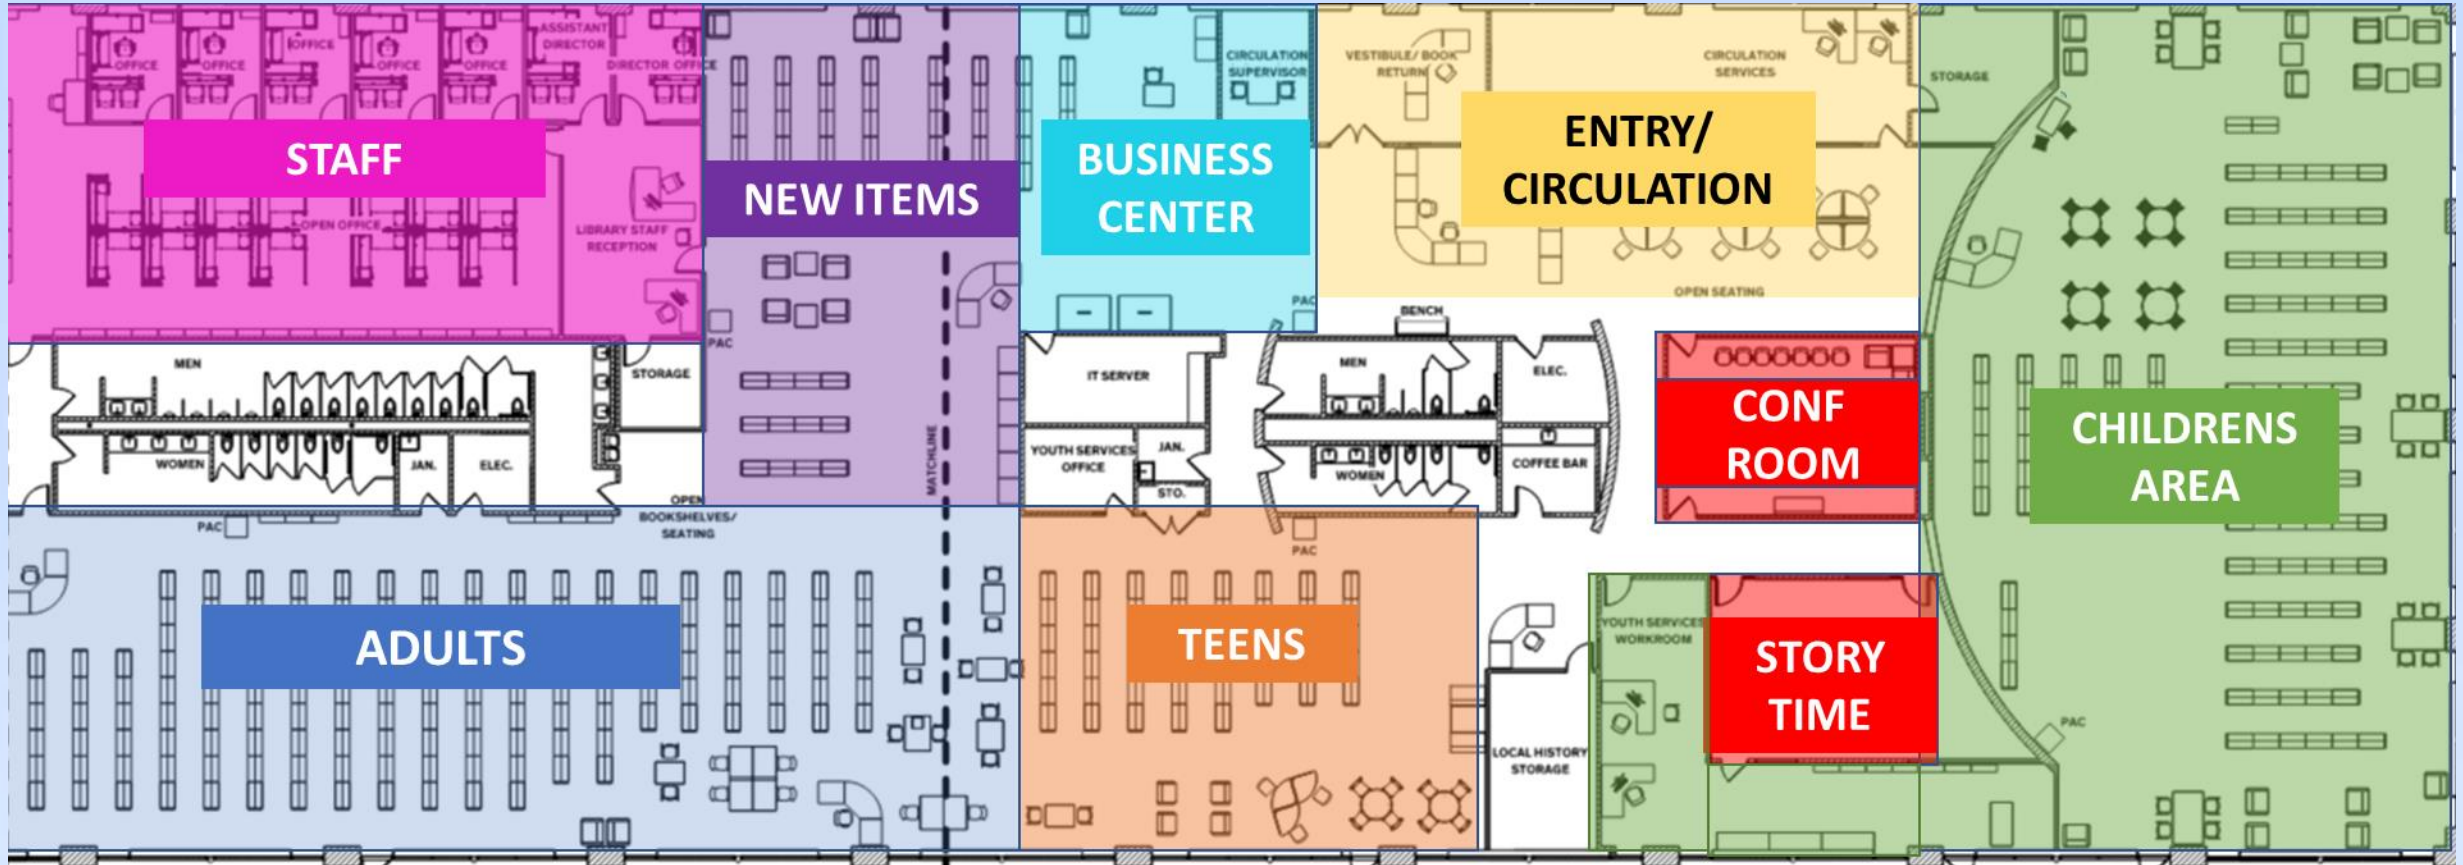 ASSISTANT
DIRECTOR
OFFICE
OFFICE
OFFICE
OFFICE
OFFICE
DIRECTOR OFFICE
STAFF
OPEN OFFICE
LIBRARY STAFF
RECEPTION
NEW ITEMS
PAC
MATCHLINE
CIRCULATION
SUPERVISOR
BUSINESS
CENTER
PAC
VESTIBULE/ BOOK
RETURN
CIRCULATION
SERVICES
ENTRY/
CIRCULATION
OPEN SEATING
BENCH
STORAGE
MEN
STORAGE
WOMEN
JAN.
ELEC.
OPEN
BOOKSHELVES/
SEATING
PAC
ADULTS
IT SERVER
YOUTH SERVICES
OFFICE
JAN.
STO.
MEN
ELEC.
WOMEN
COFFEE BAR
CONF
ROOM
CHILDRENS
AREA
PAC
TEENS
LOCAL HISTORY
STORAGE
YOUTH SERVICES
WORKROOM
STORY
TIME
PAC